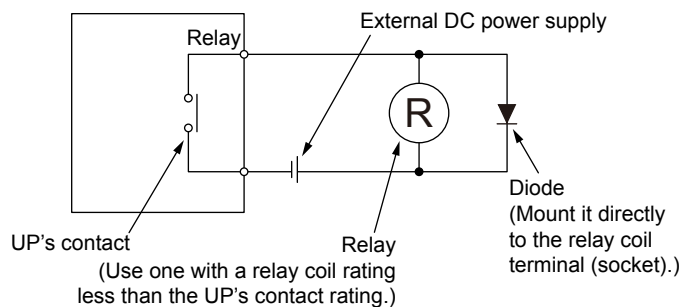 External DC power supply
Relay
R
UP's contact
Relay
(Use one with a relay coil rating
less than the UP's contact rating.)
Diode
(Mount it directly
to the relay coil
terminal (socket).)